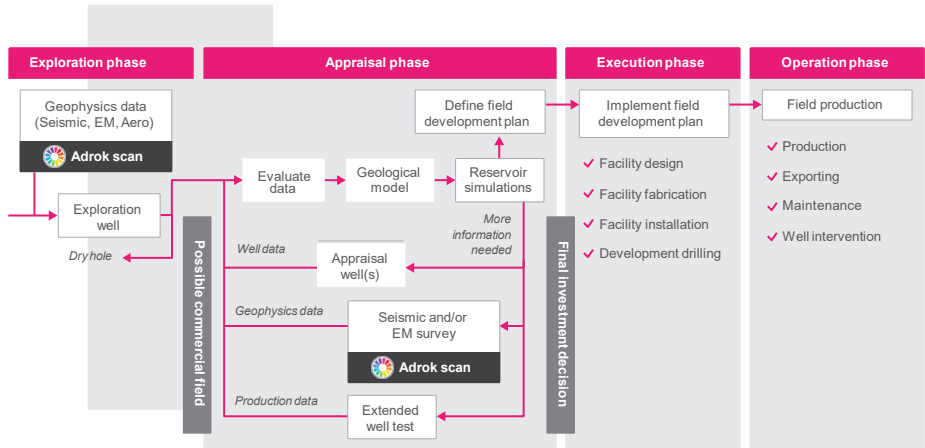 Exploration phase
Appraisal phase
Execution phase
Operation phase
Geophysics data
(Seismic, EM, Aero)
Adrok scan
Exploration
well
Dry hole
Possible commercial field
Evaluate
data
Geological
model
Reservoir
simulations
Define field
development plan
More
information
needed
Well data
Appraisal
well(s)
Geophysics data
Seismic and/or
EM survey
Adrok scan
Production data
Extended
well test
Final investment decision
Implement field
development plan
Facility design
Facility fabrication
Facility installation
Development drilling
Field production
Production
Exporting
Maintenance
Well intervention